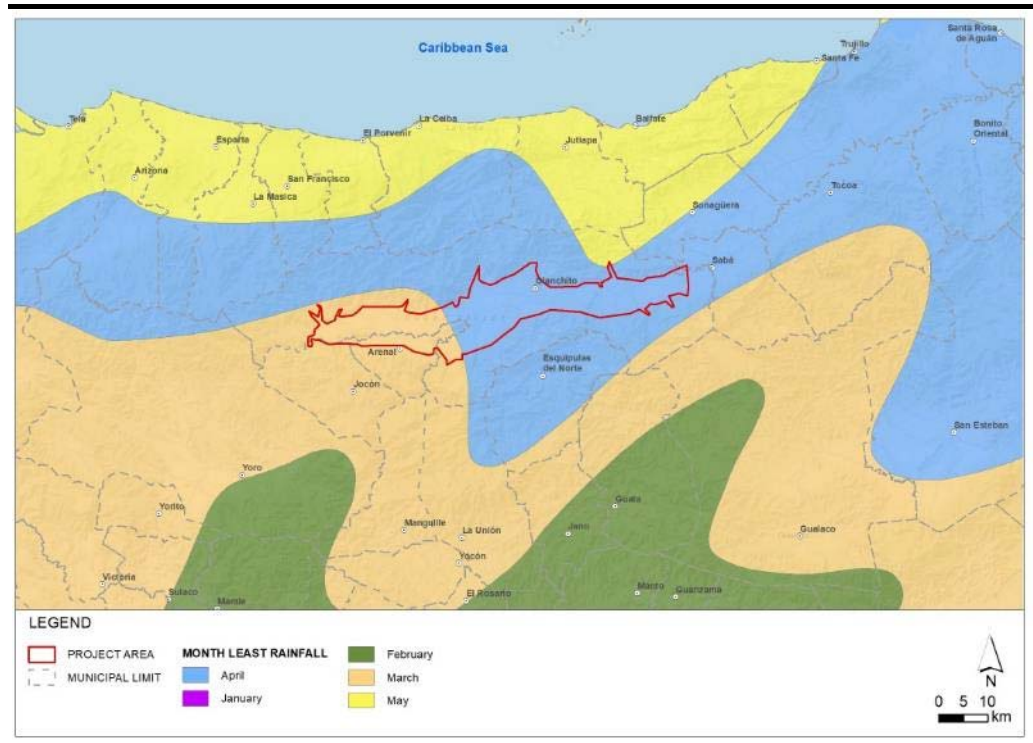 Caribbean Sea
Santa Rosa
de Aguán
Trujillo
Santa Fe
Tela
La Ceiba
Balfate
El Porvenir
Esparta
Jutiapa
Bonito
Oriental
Arizona
San Francisco
La Masica
Tocoa
Sonagüera
Sabá
Olanchito
Arenal
Esquipulas
del Norte
Jocón
San Esteban
Yoro
Guata
Yorito
Mangulile
La Unión
Jano
Gualaco
Yocón
Victoria
Sulaco
El Rosario
Guarizama
LEGEND
PROJECT AREA
MUNICIPAL LIMIT
MONTH LEAST RAINFALL
April
January
February
March
May
N
0 5 10
km